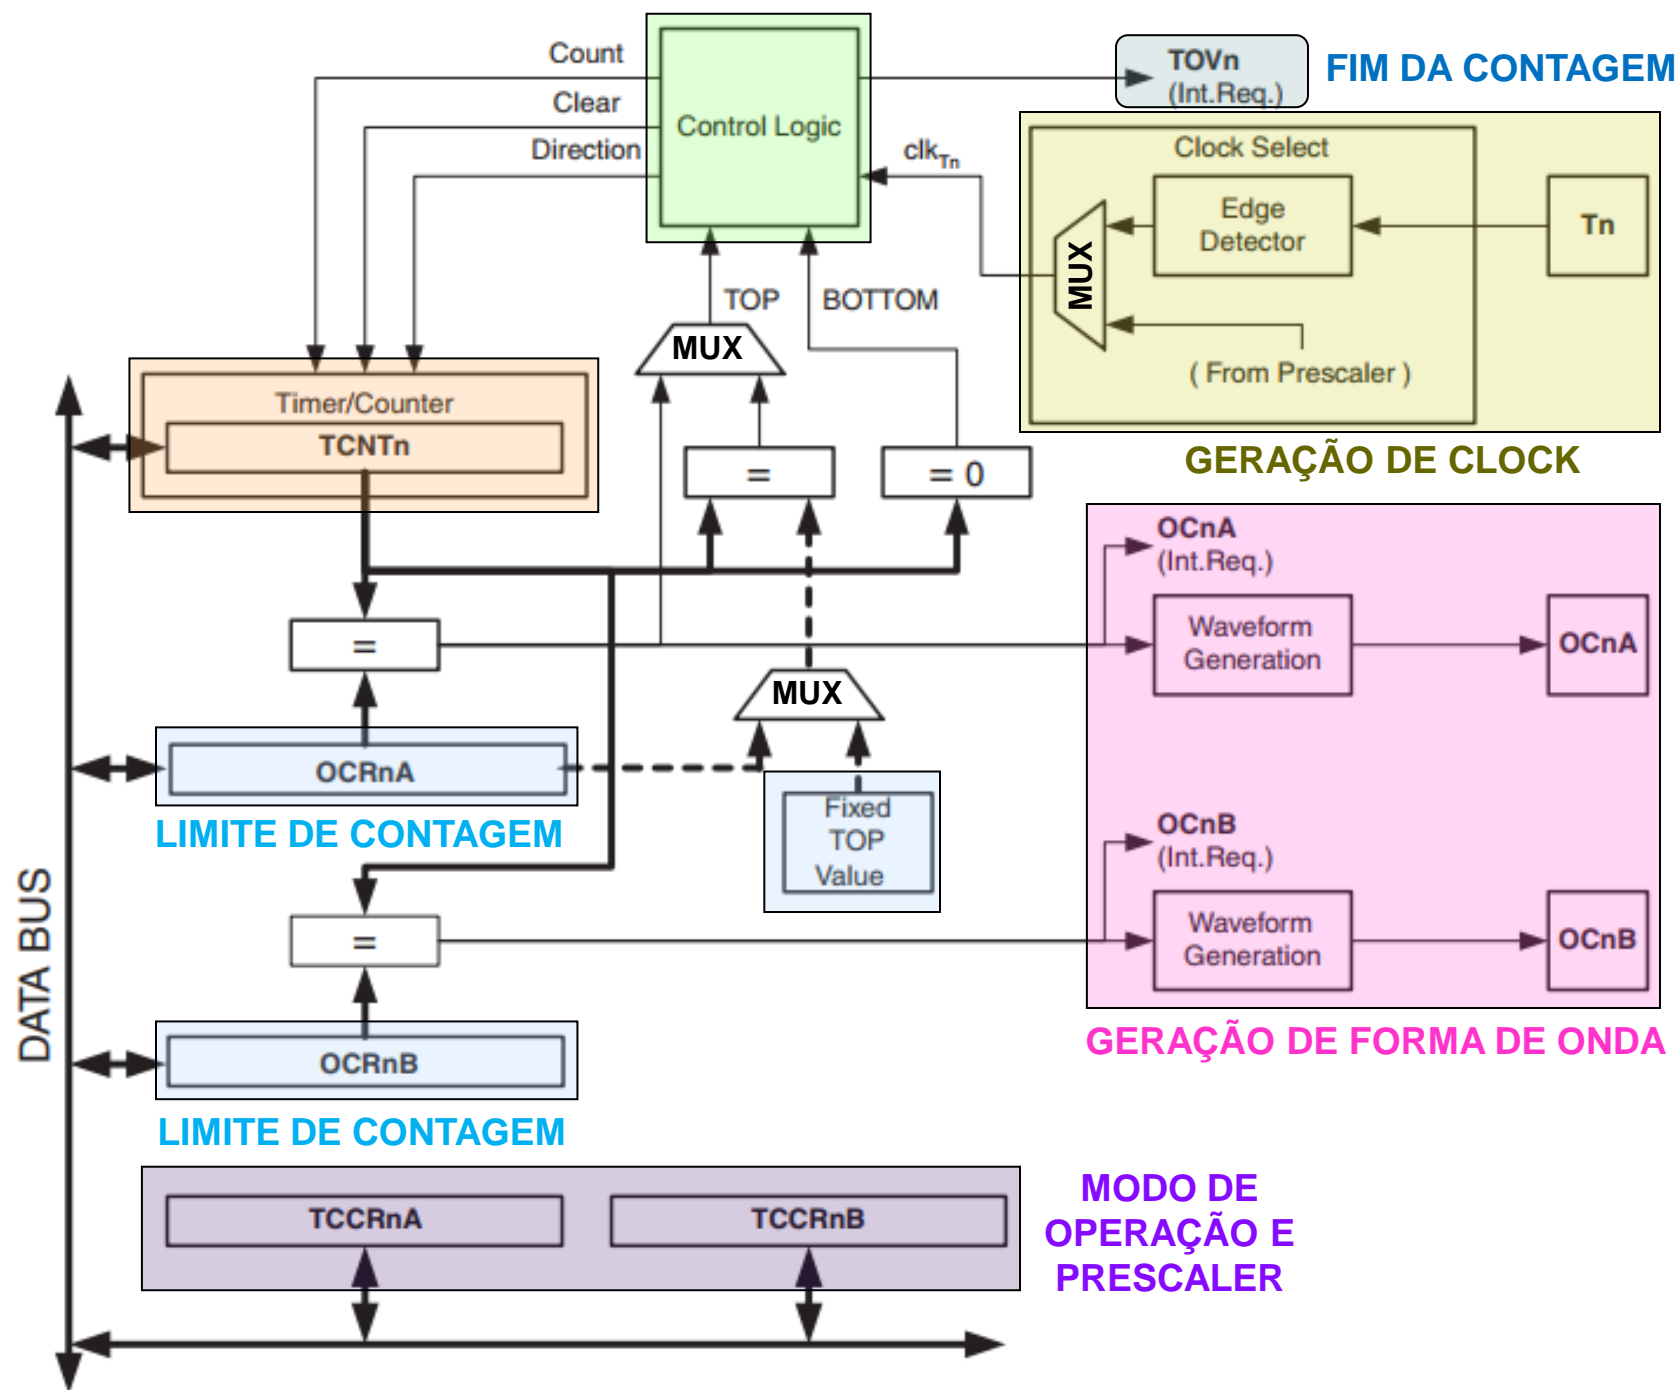 Count
Clear
Direction
Control Logic
TOVn
(Int.Req.)
FIM DA CONTAGEM
clkTn
Clock Select
Edge
Detector
Tn
MUX
( From Prescaler )
GERAÇÃO DE CLOCK
TOP
BOTTOM
MUX
Timer/Counter
TCNTn
=
= 0
OCnA
(Int.Req.)
=
Waveform
Generation
OCnA
MUX
OCRnA
LIMITE DE CONTAGEM
Fixed
TOP
Value
OCnB
(Int.Req.)
=
Waveform
Generation
OCnB
GERAÇÃO DE FORMA DE ONDA
DATA BUS
OCRnB
LIMITE DE CONTAGEM
TCCRnA
TCCRnB
MODO DE
OPERAÇÃO E
PRESCALER